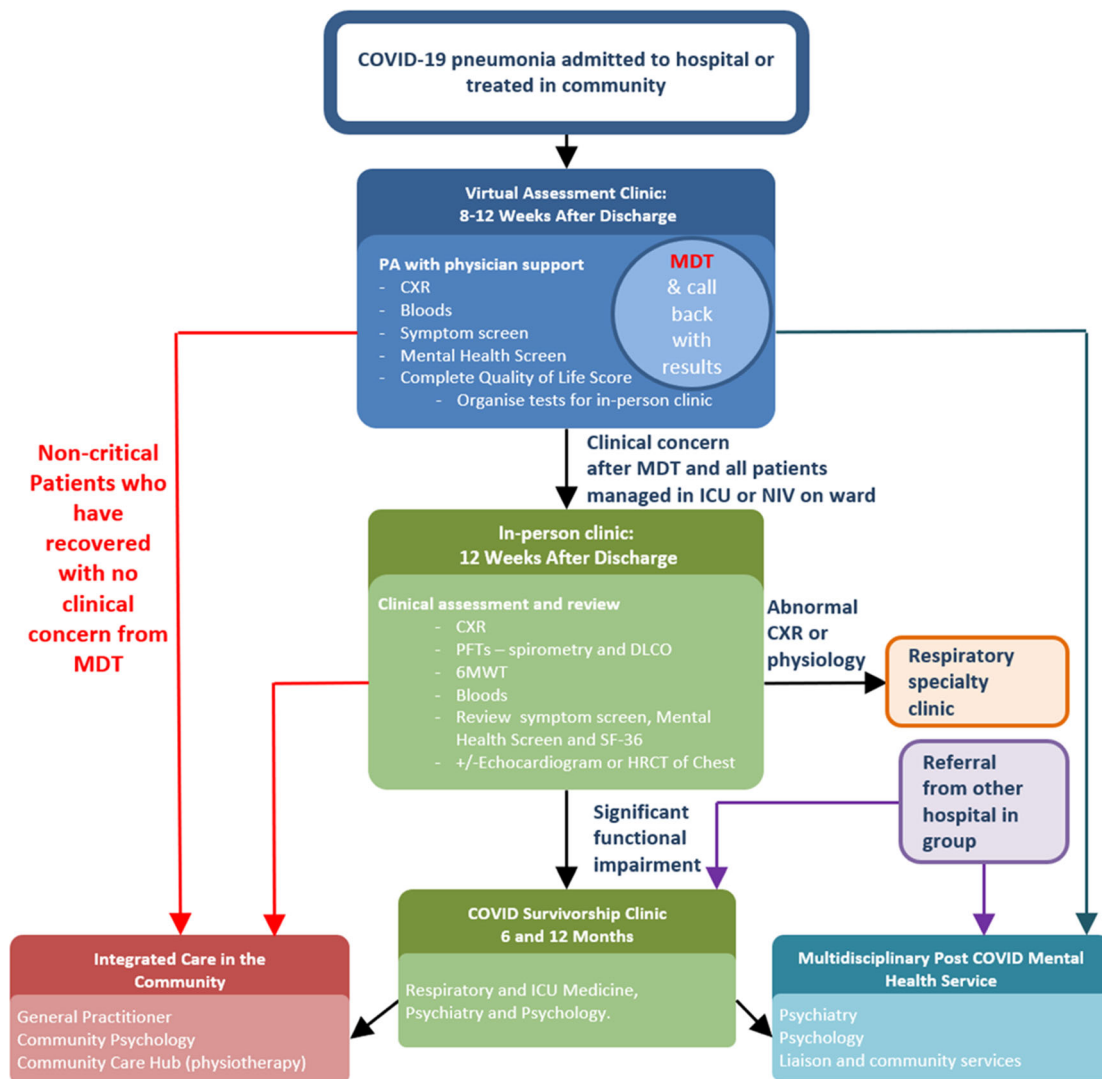 COVID-19 pneumonia admitted to hospital or
treated in community
Virtual Assessment Clinic:
8-12 Weeks After Discharge
PA with physician support
- CXR
- Bloods
- Symptom screen
- Mental Health Screen
- Complete Quality of Life Score
- Organise tests for in-person clinic
MDT
& call
back
with
results
Non-critical
Patients who
have
recovered
with no
clinical
concern from
MDT
Clinical concern
after MDT and all patients
managed in ICU or NIV on ward
In-person clinic:
12 Weeks After Discharge
Clinical assessment and review
- CXR
- PFTs – spirometry and DLCO
- 6MWT
- Bloods
- Review symptom screen, Mental
Health Screen and SF-36
- +/-Echocardiogram or HRCT of Chest
Abnormal
CXR or
physiology
Respiratory
specialty
clinic
Referral
from other
hospital in
group
Significant
functional
impairment
COVID Survivorship Clinic
6 and 12 Months
Respiratory and ICU Medicine,
Psychiatry and Psychology.
Integrated Care in the
Community
General Practitioner
Community Psychology
Community Care Hub (physiotherapy)
Multidisciplinary Post COVID Mental
Health Service
Psychiatry
Psychology
Liaison and community services